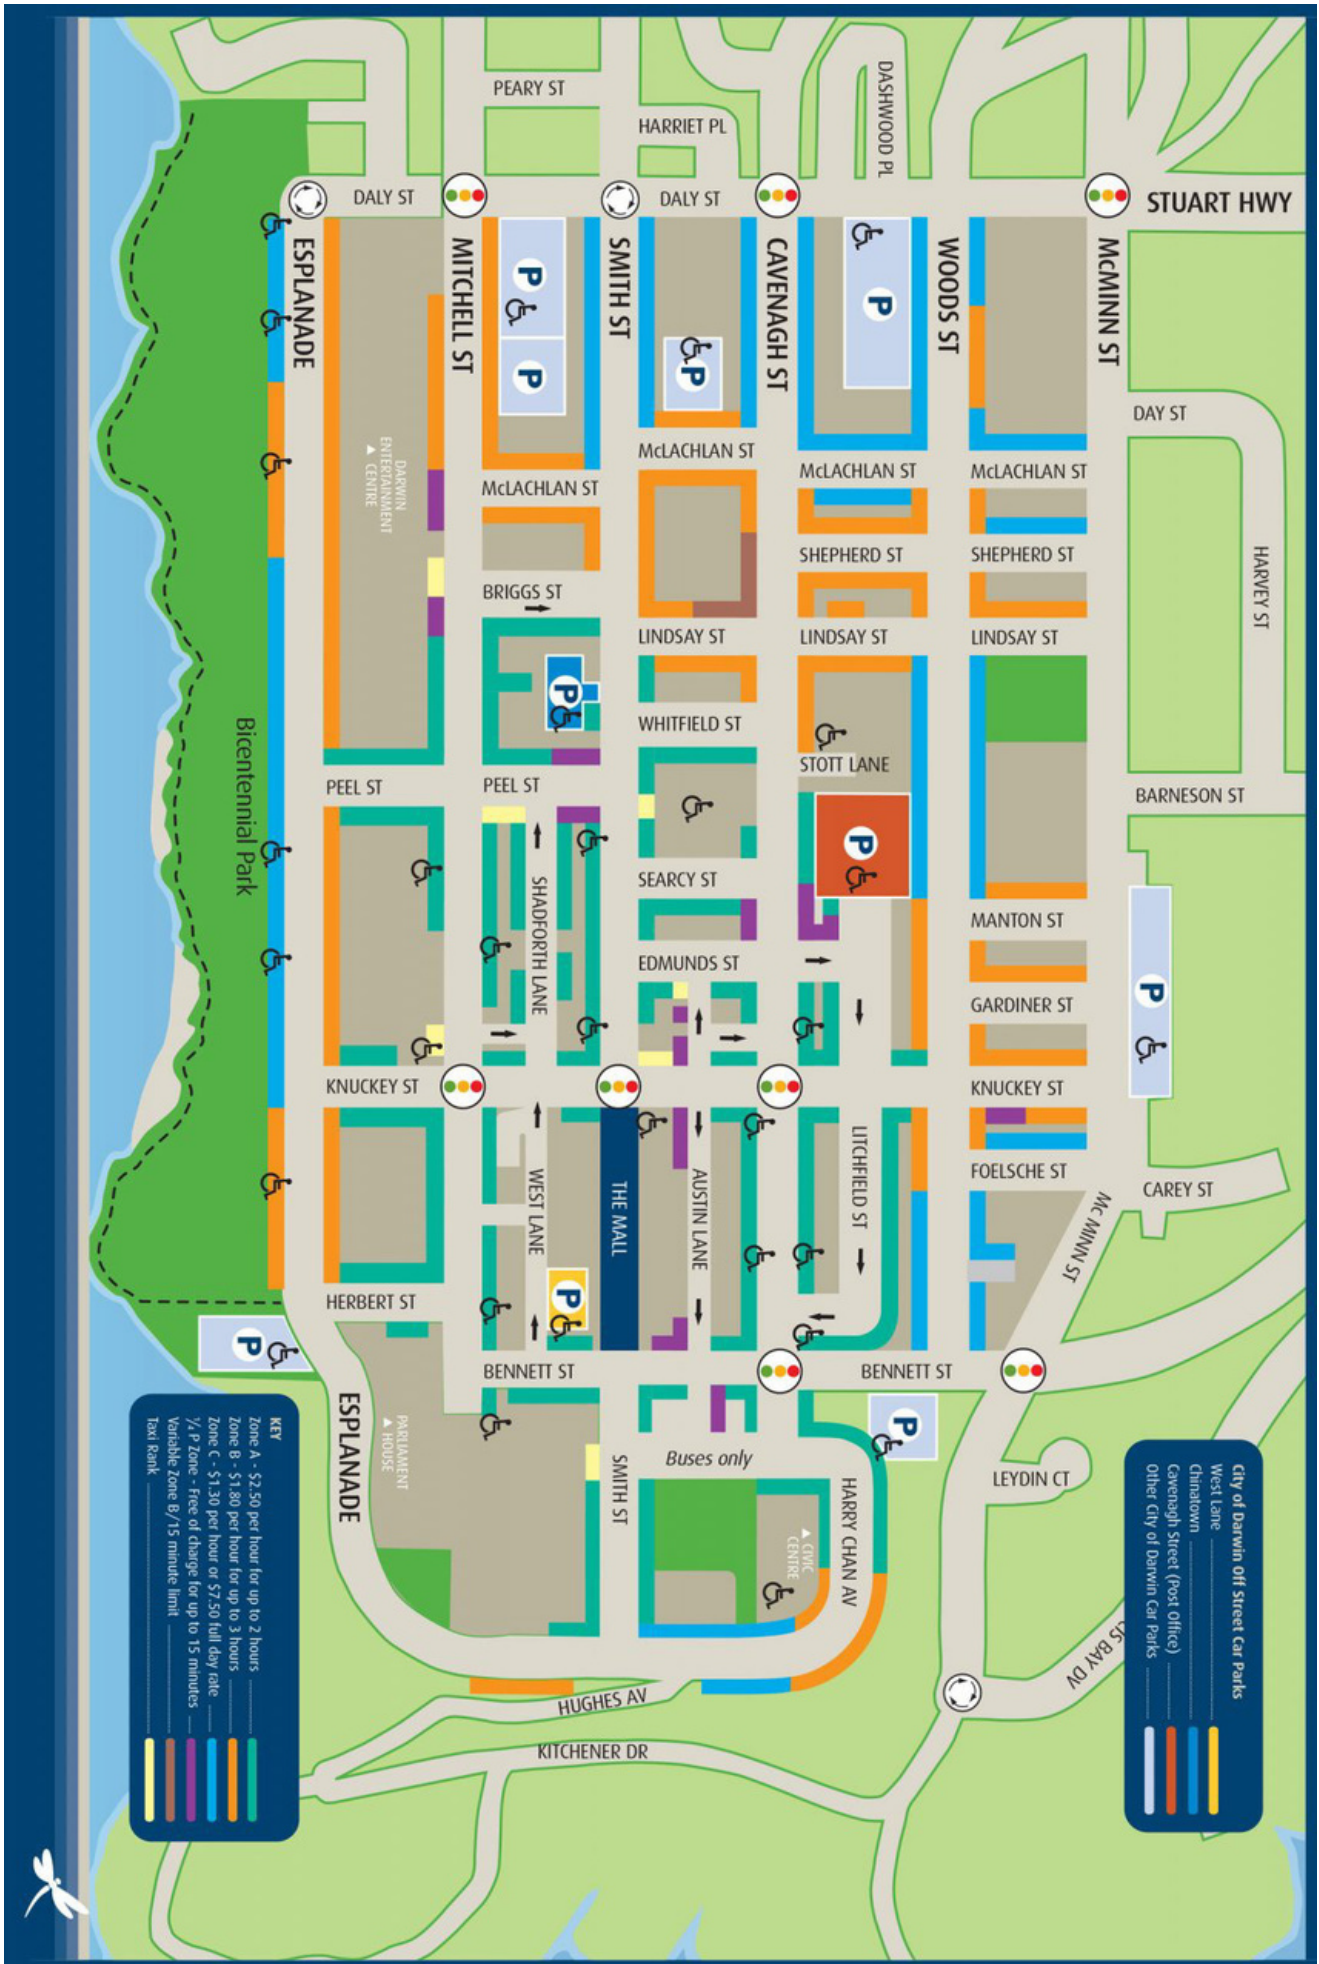 PEARY ST
HARRIET PL
DASHWOOD PL
DALY ST
DALY ST
STUART HWY
ESPLANADE
MITCHELL ST
SMITH ST
CAVENAGH ST
WOODS ST
McMINN ST
P
P
P
P
DAY ST
DARWIN
ENTERTAINMENT
▲ CENTRE
McLACHLAN ST
McLACHLAN ST
McLACHLAN ST
McLACHLAN ST
SHEPHERD ST
SHEPHERD ST
HARVEY ST
BRIGGS ST
LINDSAY ST
LINDSAY ST
LINDSAY ST
P
WHITFIELD ST
STOTT LANE
Bicentennial Park
PEEL ST
PEEL ST
BARNESON ST
P
SHADFORTH LANE
SEARCY ST
MANTON ST
EDMUNDS ST
P
GARDINER ST
KNUCKEY ST
KNUCKEY ST
LITCHFIELD ST
FOELSCHE ST
CAREY ST
WEST LANE
THE MALL
AUSTIN LANE
Mc MINN ST
P
HERBERT ST
P
BENNETT ST
BENNETT ST
P
ESPLANADE
PARLIAMENT
▲ HOUSE
SMITH ST
Buses only
HARRY CHAN AV
LEYDIN CT
▲ CIVIC
CENTRE
IS BAY DV
HUGHES AV
KITCHENER DR
KEY
Zone A - $2.50 per hour for up to 2 hours
Zone B - $1.80 per hour for up to 3 hours
Zone C - $1.30 per hour or $7.50 full day rate
¼ P Zone - Free of charge for up to 15 minutes
Variable Zone B/15 minute limit
Taxi Rank
City of Darwin Off Street Car Parks
West Lane
Chinatown
Cavenagh Street (Post Office)
Other City of Darwin Car Parks